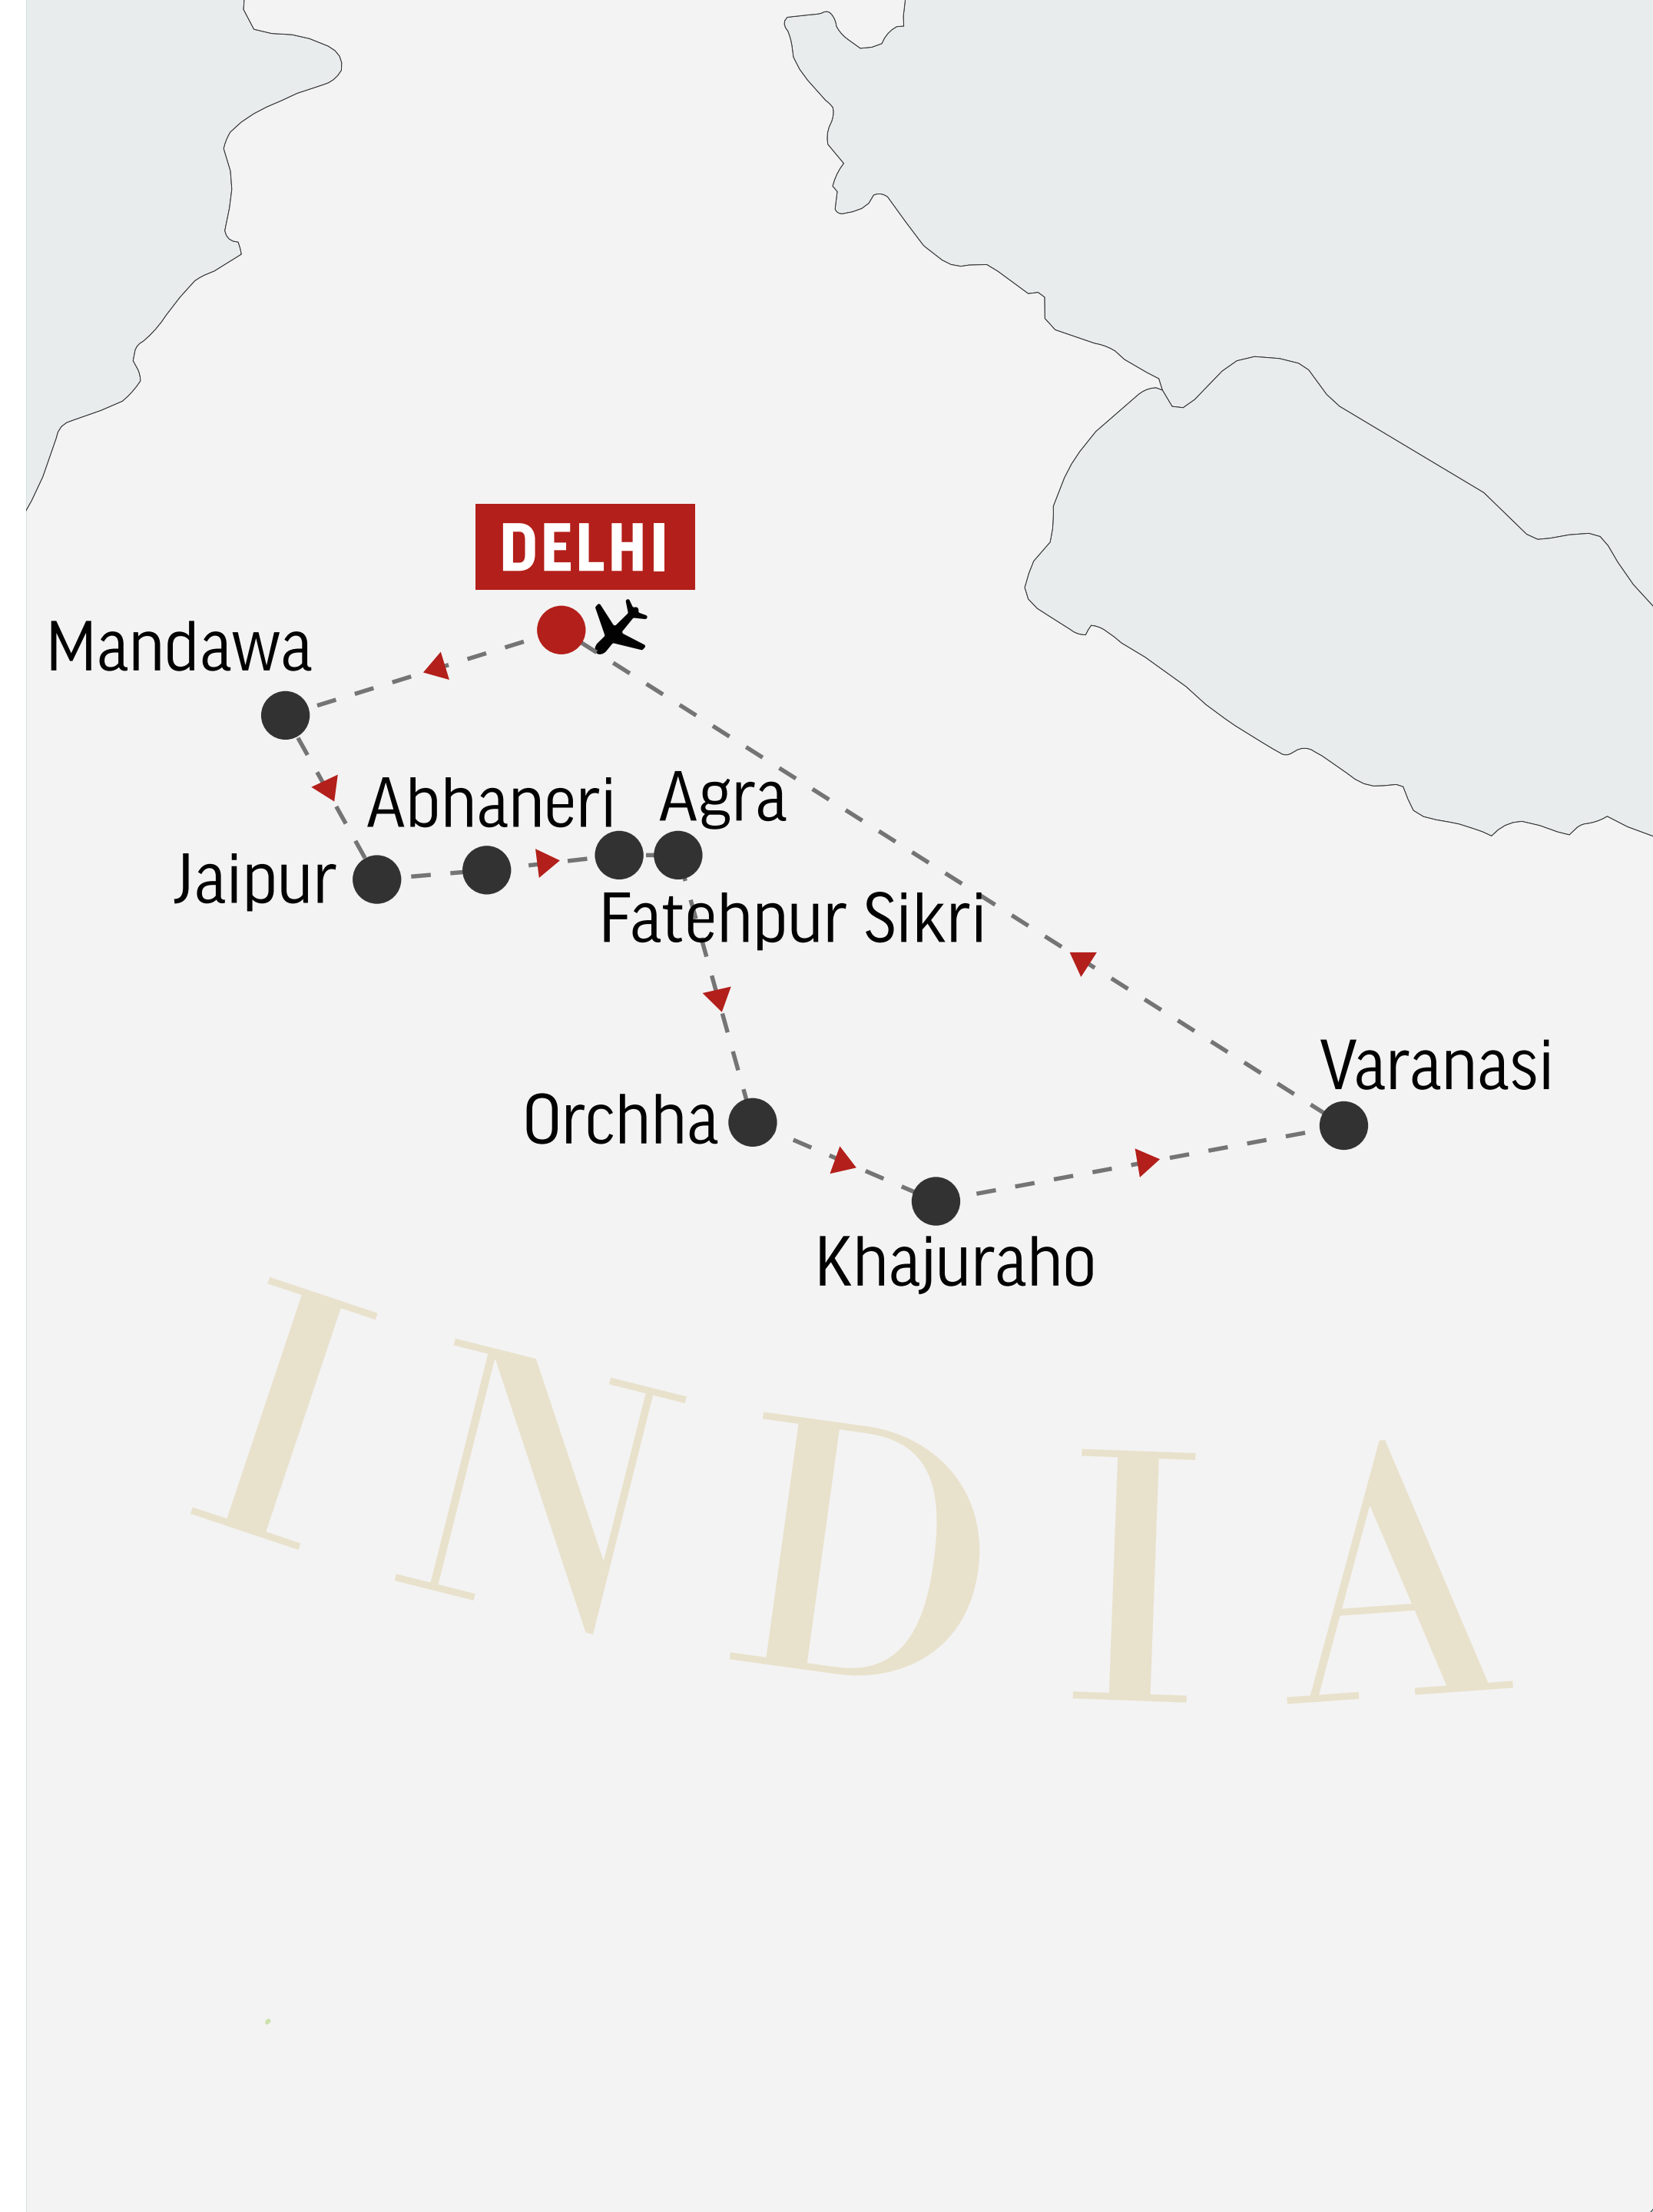 DELHI
Mandawa
Abhaneri
Agra
Jaipur
Fatehpur Sikri
Varanasi
Orchha
Khajuraho
INDIA